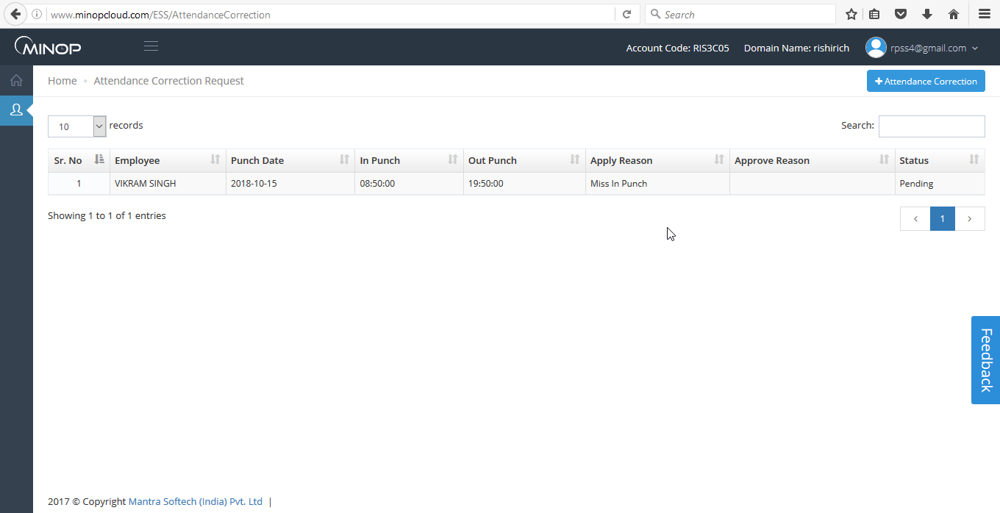 www.minopcloud.com/ESS/AttendanceCorrection
Search
MINOP
Account Code: RIS3C05 Domain Name: rishirich rpss4@gmail.com
Home Attendance Correction Request
+ Attendance Correction
10 records
Search:
Sr. No Employee Punch Date In Punch Out Punch Apply Reason Approve Reason Status
1 VIKRAM SINGH 2018-10-15 08:50:00 19:50:00 Miss In Punch Pending
Showing 1 to 1 of 1 entries
‹ 1 ›
Feedback
2017 © Copyright Mantra Softech (India) Pvt. Ltd |